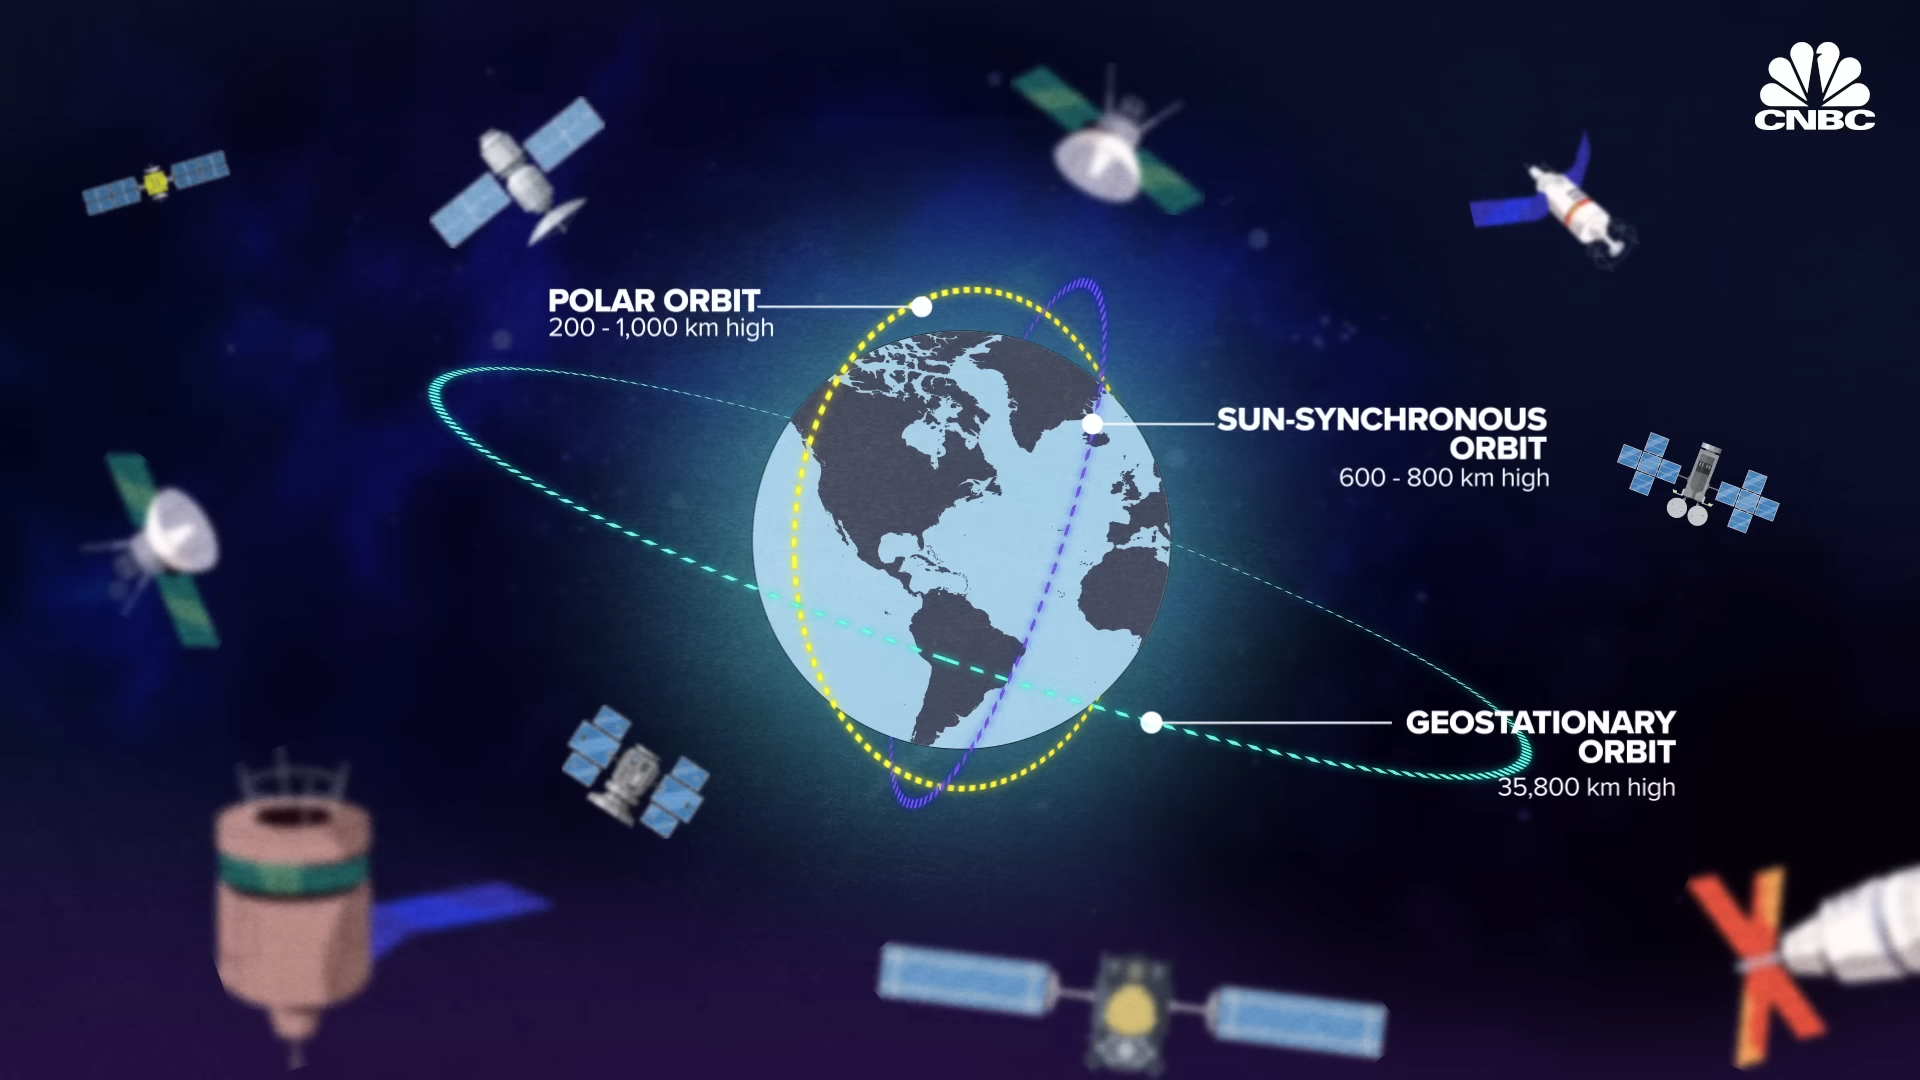 CNBC
POLAR ORBIT
200 - 1,000 km high
SUN-SYNCHRONOUS
ORBIT
600 - 800 km high
GEOSTATIONARY
ORBIT
35,800 km high